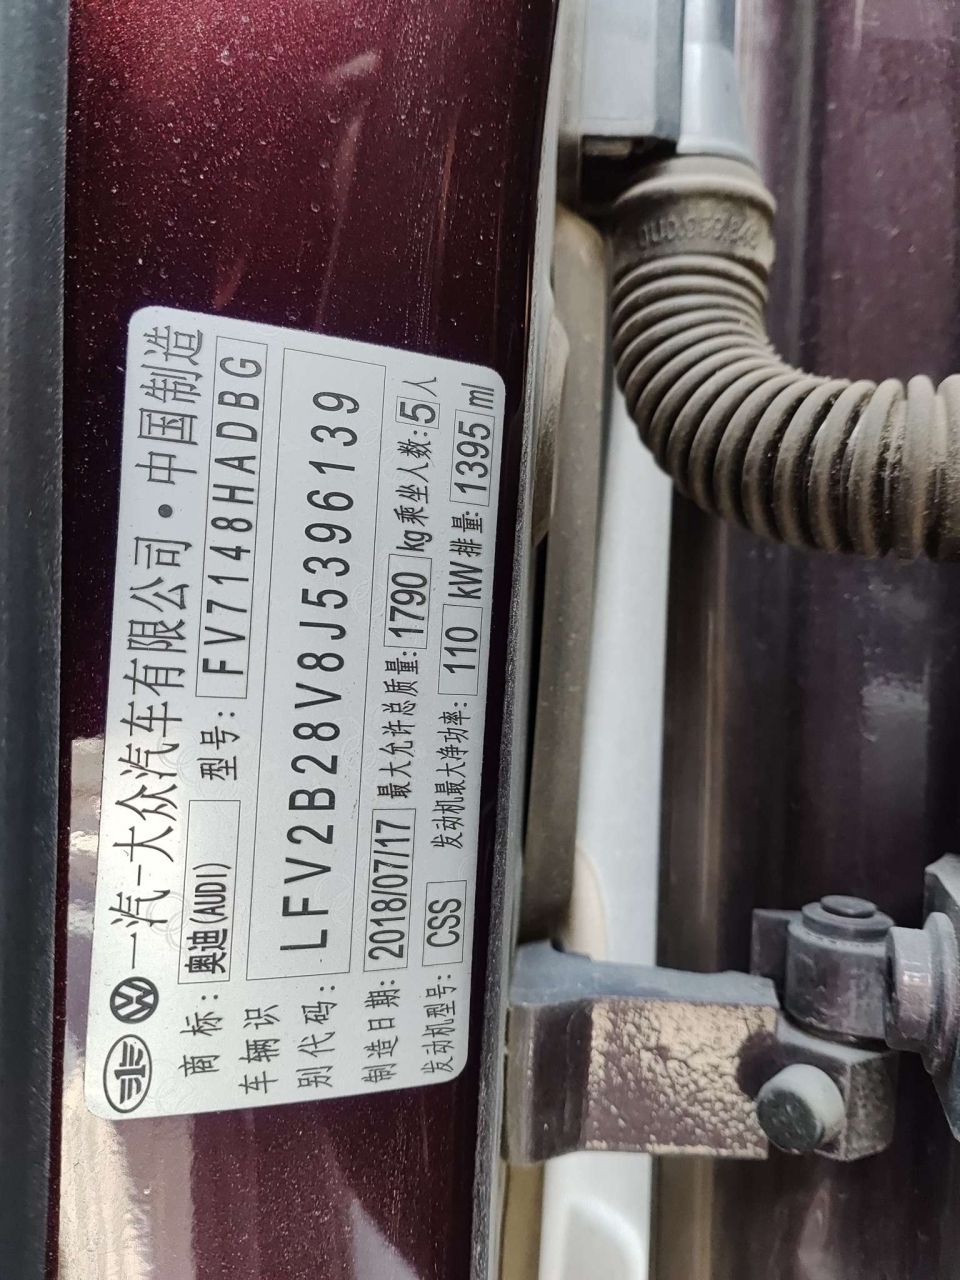 一汽-大众汽车有限公司·中国制造
商标: 奥迪(AUDI) 型号: FV7148HADBG
车辆识别代码: LFV2B28V8J5396139
制造日期: 2018/07/17 最大允许总质量: 1790 kg 乘坐人数: 5 人
发动机型号: CSS 发动机最大净功率: 110 kW 排量: 1395 ml